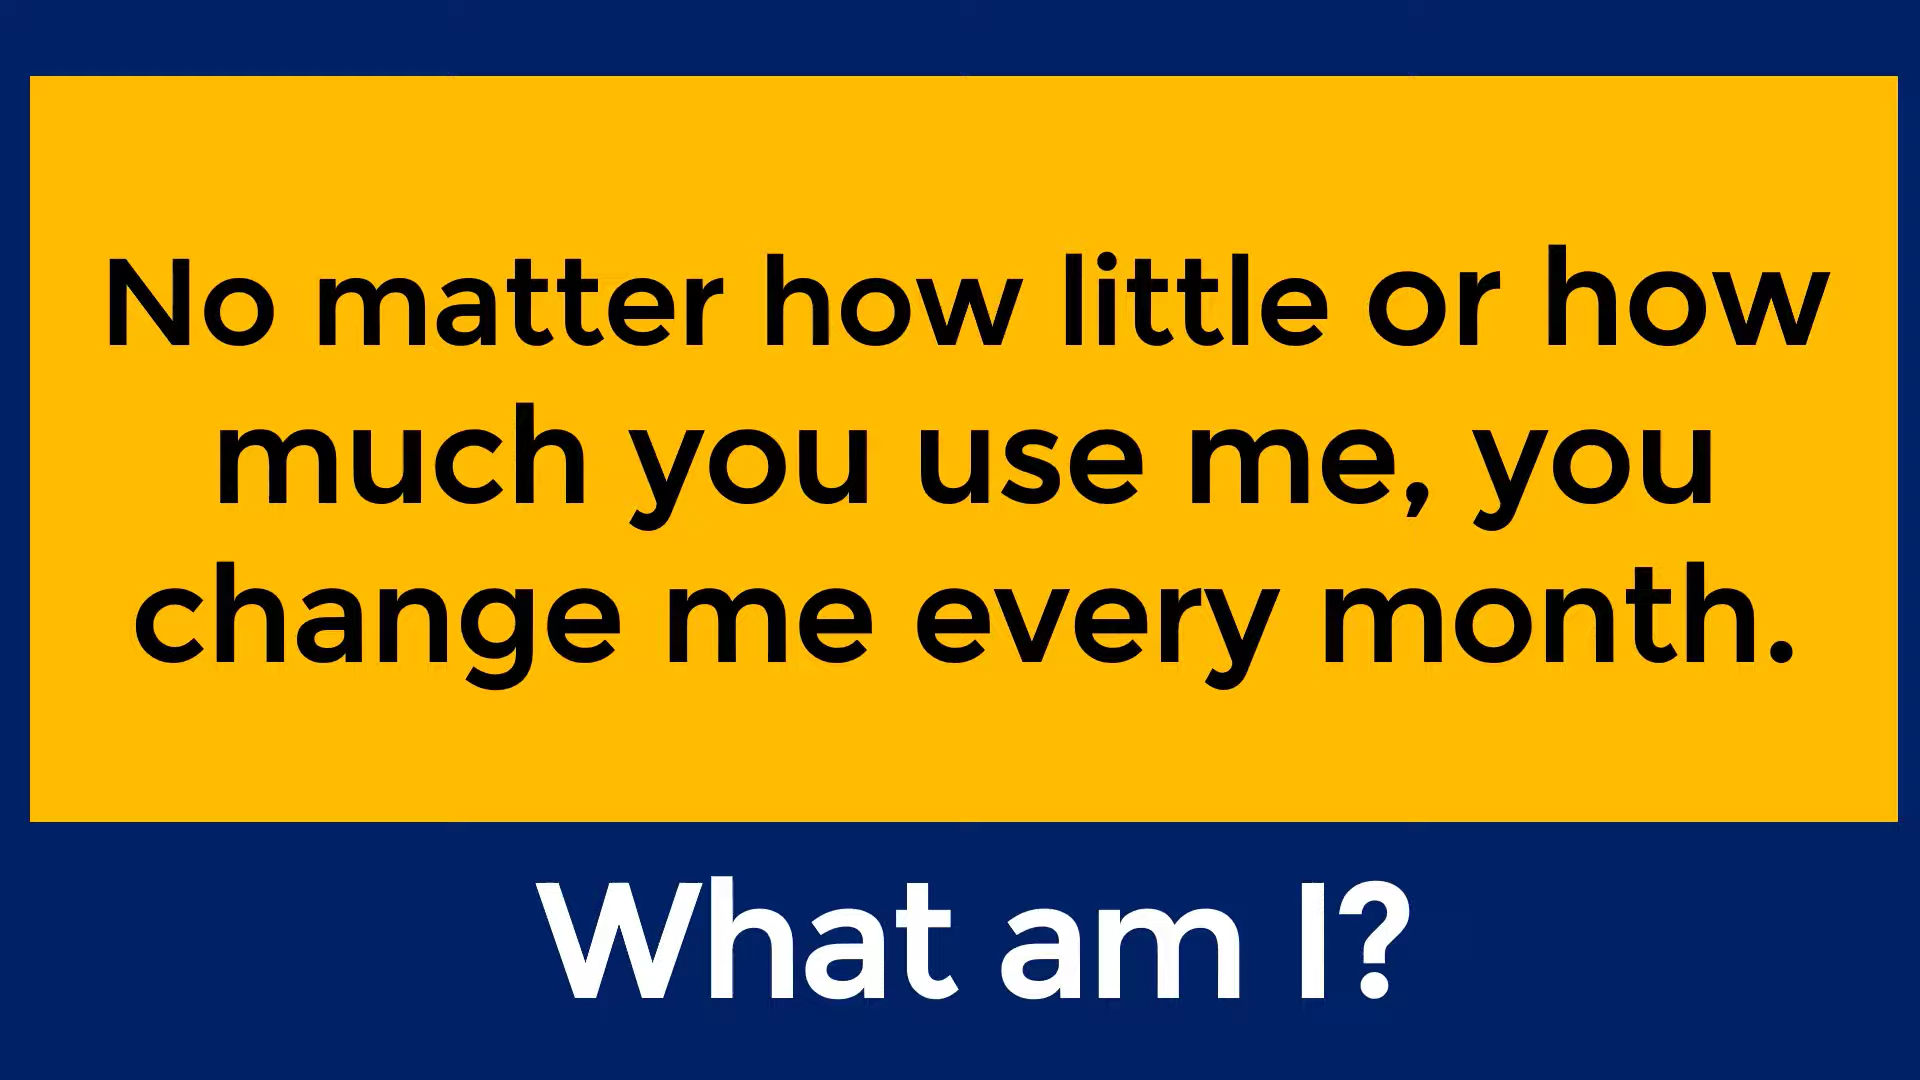 No matter how little or how
much you use me, you
change me every month.
What am I?